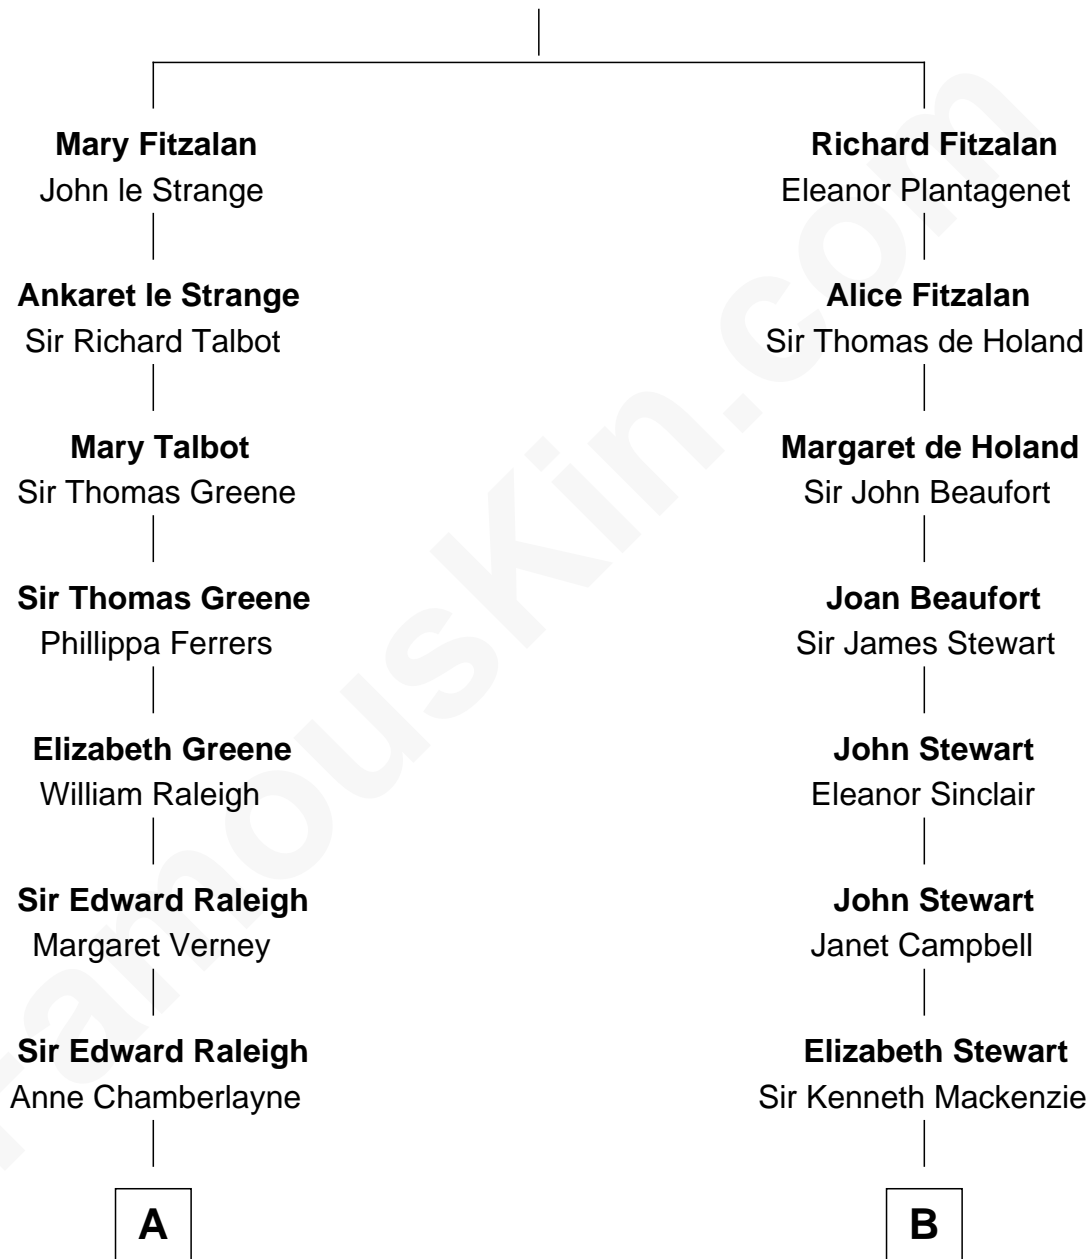 Mary Fitzalan
John le Strange
Richard Fitzalan
Eleanor Plantagenet
Ankaret le Strange
Sir Richard Talbot
Alice Fitzalan
Sir Thomas de Holand
Mary Talbot
Sir Thomas Greene
Margaret de Holand
Sir John Beaufort
Sir Thomas Greene
Phillippa Ferrers
Joan Beaufort
Sir James Stewart
Elizabeth Greene
William Raleigh
John Stewart
Eleanor Sinclair
Sir Edward Raleigh
Margaret Verney
John Stewart
Janet Campbell
Sir Edward Raleigh
Anne Chamberlayne
Elizabeth Stewart
Sir Kenneth Mackenzie
A
B
FamousKin.com